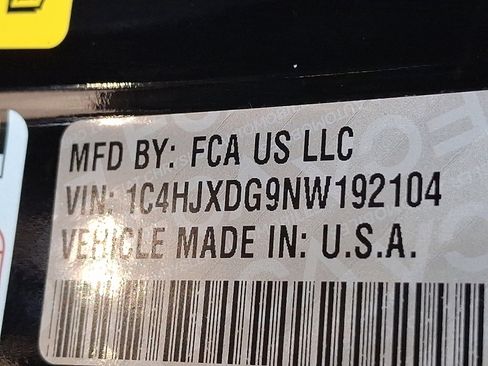 MFD BY: FCA US LLC
VIN: 1C4HJXDG9NW192104
VEHICLE MADE IN: U.S.A.